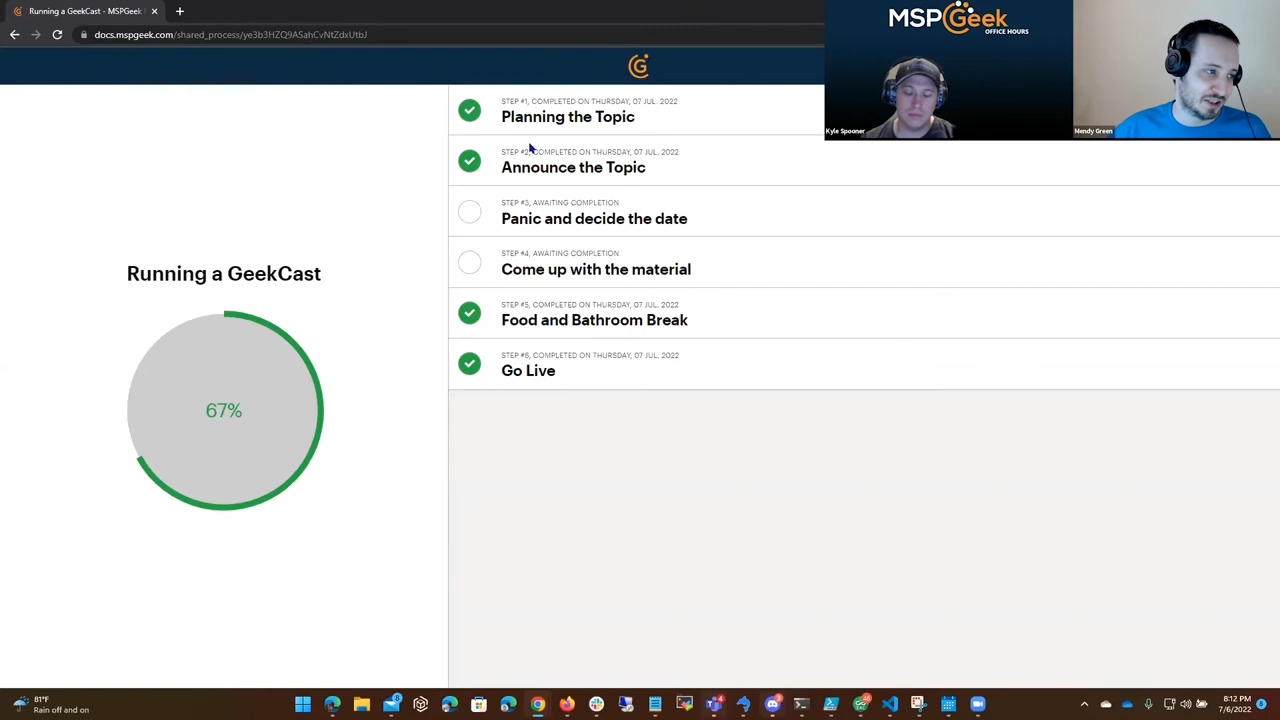 Running a GeekCast - MSPGeek
docs.mspgeek.com/shared_process/ye3b3HZQ9ASahCvNtZdxUtbJ
MSPGeek
OFFICE HOURS
Kyle Spooner
Mendy Green
STEP #1, COMPLETED ON THURSDAY, 07 JUL. 2022
Planning the Topic
STEP #2, COMPLETED ON THURSDAY, 07 JUL. 2022
Announce the Topic
STEP #3, AWAITING COMPLETION
Panic and decide the date
STEP #4, AWAITING COMPLETION
Come up with the material
STEP #5, COMPLETED ON THURSDAY, 07 JUL. 2022
Food and Bathroom Break
STEP #6, COMPLETED ON THURSDAY, 07 JUL. 2022
Go Live
Running a GeekCast
67%
81°F
Rain off and on
8:12 PM
7/6/2022